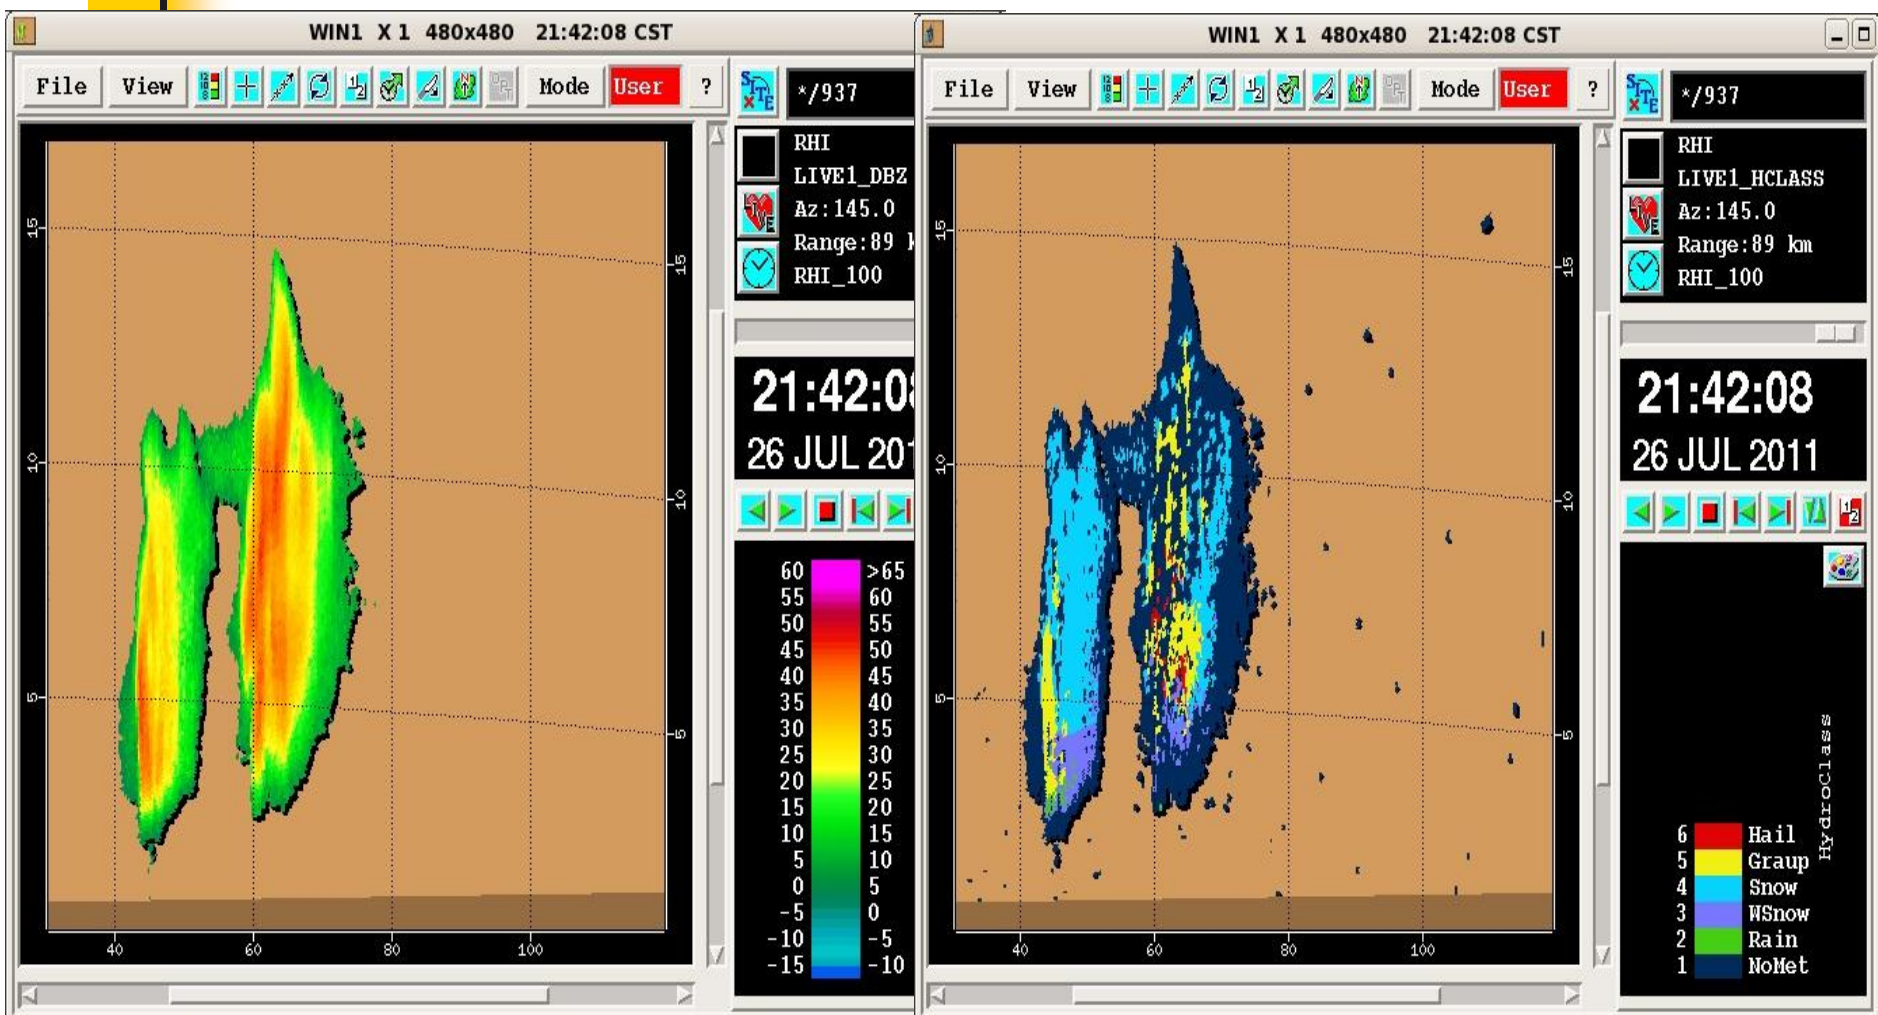 WIN1 X 1 480x480 21:42:08 CST
File View Mode User ?
SITE
*/937
RHI
LIVE1_DBZ
Az:145.0
Range:89 k
RHI_100
21:42:08
26 JUL 201
15
10
5
15
10
5
40 60 80 100
60 >65
55 60
50 55
45 50
40 45
35 40
30 35
25 30
20 25
15 20
10 15
5 10
0 5
-5 0
-10 -5
-15 -10
WIN1 X 1 480x480 21:42:08 CST
File View Mode User ?
SITE
*/937
RHI
LIVE1_HCLASS
Az:145.0
Range:89 km
RHI_100
21:42:08
26 JUL 2011
15
10
5
15
10
5
40 60 80 100
HydroClass
6 Hail
5 Graup
4 Snow
3 WSnow
2 Rain
1 NoMet